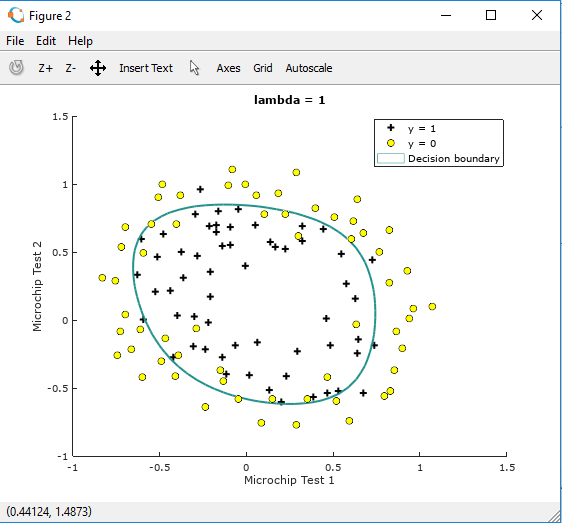 Figure 2
File Edit Help
Z+ Z- Insert Text Axes Grid Autoscale
lambda = 1
y = 1
y = 0
Decision boundary
1.5
1
0.5
0
-0.5
-1
Microchip Test 2
-1 -0.5 0 0.5 1 1.5
Microchip Test 1
(0.44124, 1.4873)